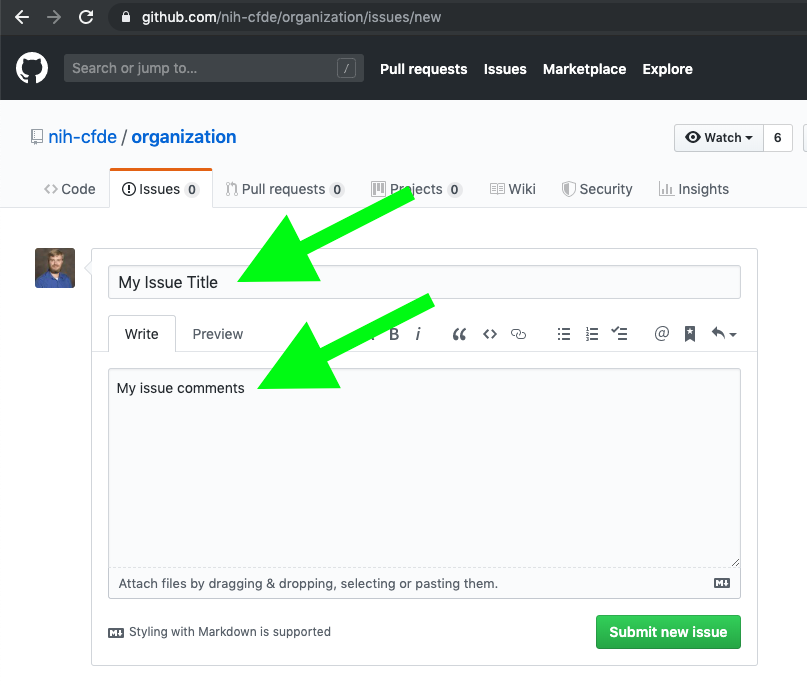 github.com/nih-cfde/organization/issues/new
Search or jump to... /
Pull requests Issues Marketplace Explore
nih-cfde / organization
Watch 6
Code Issues 0 Pull requests 0 Projects 0 Wiki Security Insights
My Issue Title
Write Preview B i
My issue comments
Attach files by dragging & dropping, selecting or pasting them.
Styling with Markdown is supported
Submit new issue